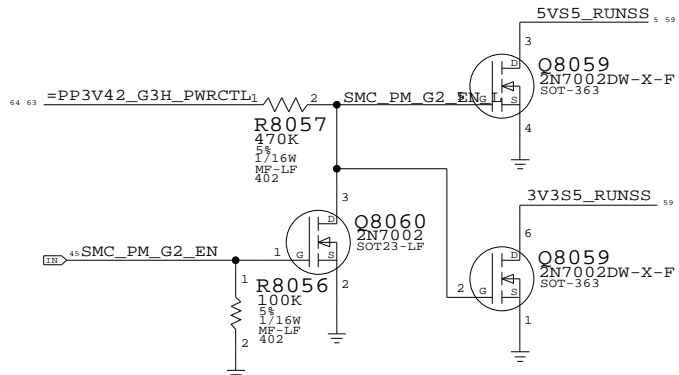 5VS5_RUNSS 5 59
3
D
Q8059
2N7002DW-X-F
SOT-363
64 63 =PP3V42_G3H_PWRCTL 1 2 SMC_PM_G2_EN_L
5 G S
R8057
470K
5%
1/16W
MF-LF
402
4
3V3S5_RUNSS 59
3
D
Q8060
2N7002
SOT23-LF
6
D
Q8059
2N7002DW-X-F
SOT-363
IN 45 SMC_PM_G2_EN
1 G S
2 G S
1
R8056
100K
5%
1/16W
MF-LF
402
2
2
1